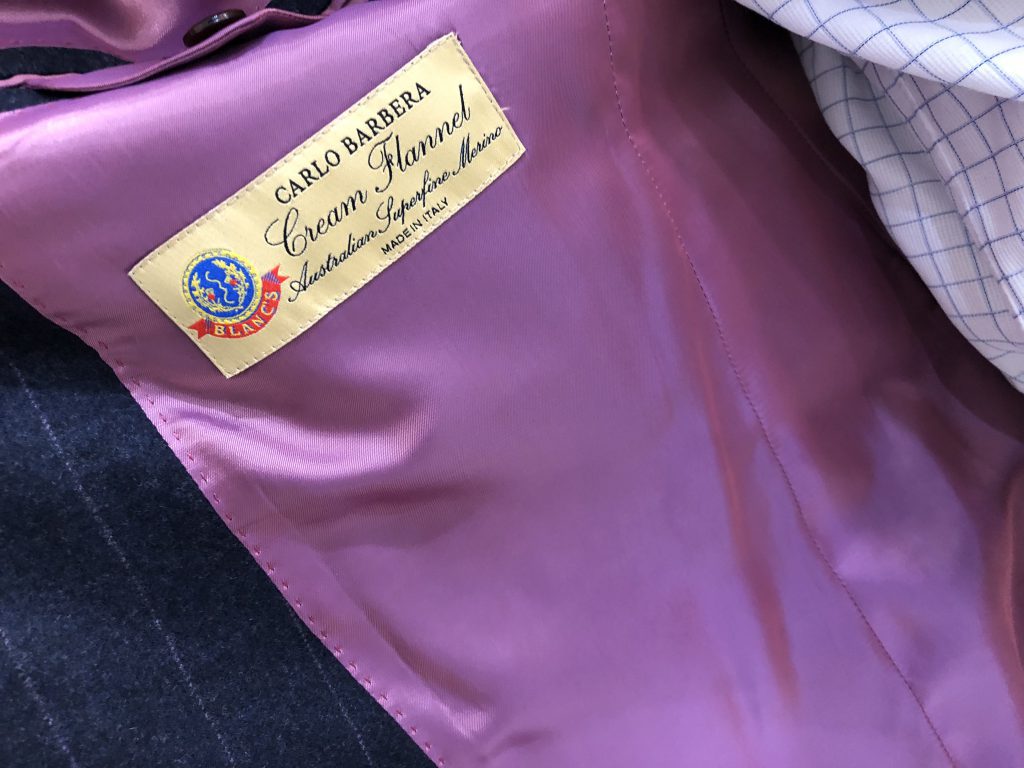 CARLO BARBERA
Cream Flannel
Australian Superfine Merino
MADE IN ITALY
BLANC'S